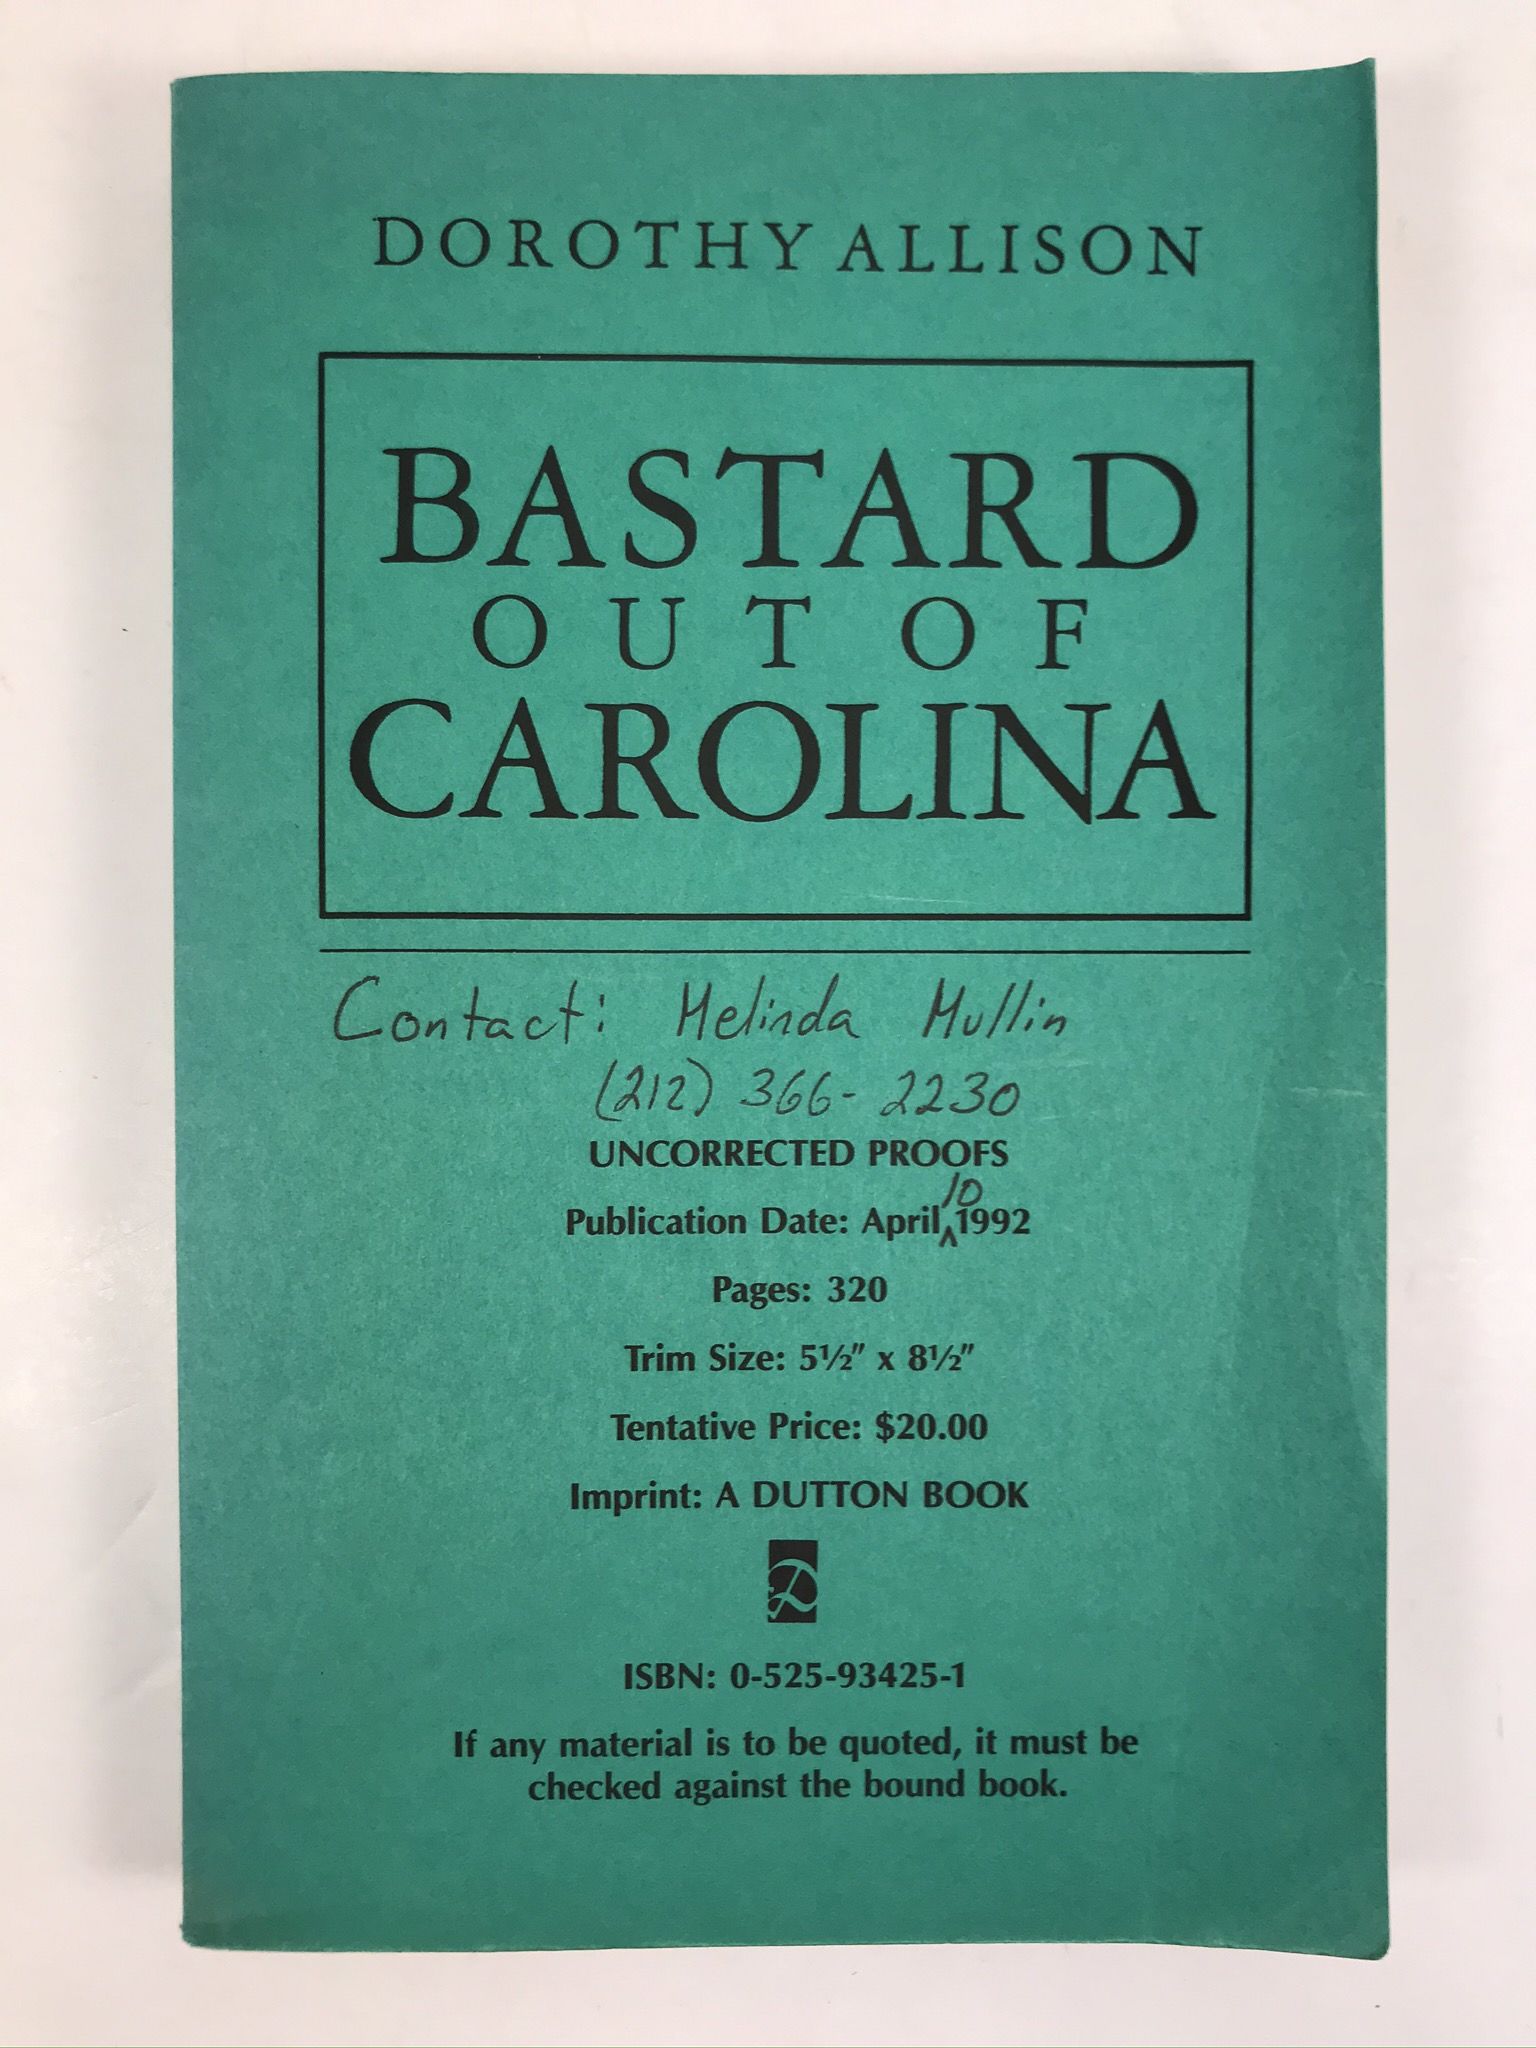 DOROTHY ALLISON
BASTARD
OUT OF
CAROLINA
Contact: Melinda Mullin
(212) 366-2230
UNCORRECTED PROOFS
10
Publication Date: April‸1992
Pages: 320
Trim Size: 5½" x 8½"
Tentative Price: $20.00
Imprint: A DUTTON BOOK
D
ISBN: 0-525-93425-1
If any material is to be quoted, it must be
checked against the bound book.